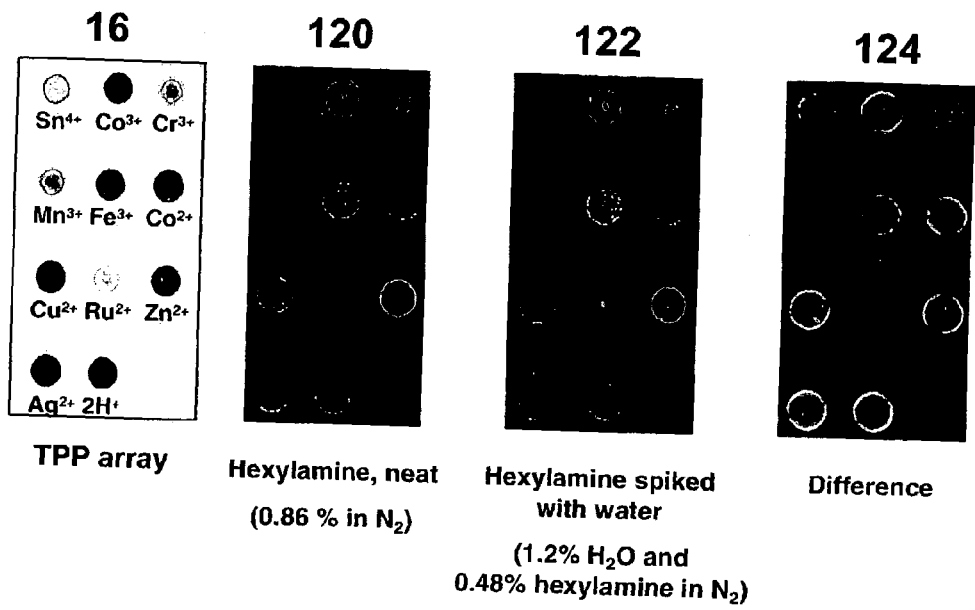 16
120
122
124
Sn⁴⁺ Co³⁺ Cr³⁺
Mn³⁺ Fe³⁺ Co²⁺
Cu²⁺ Ru²⁺ Zn²⁺
Ag²⁺ 2H⁺
TPP array
Hexylamine, neat
(0.86 % in N₂)
Hexylamine spiked
with water
(1.2% H₂O and
0.48% hexylamine in N₂)
Difference